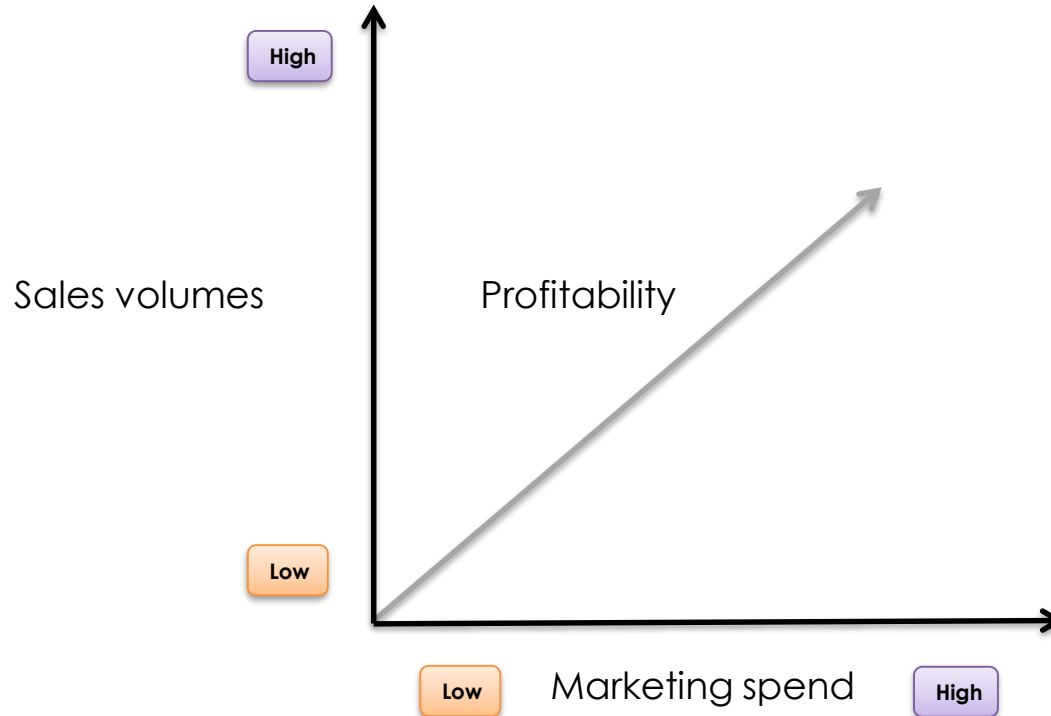 High
Sales volumes
Profitability
Low
Low
Marketing spend
High